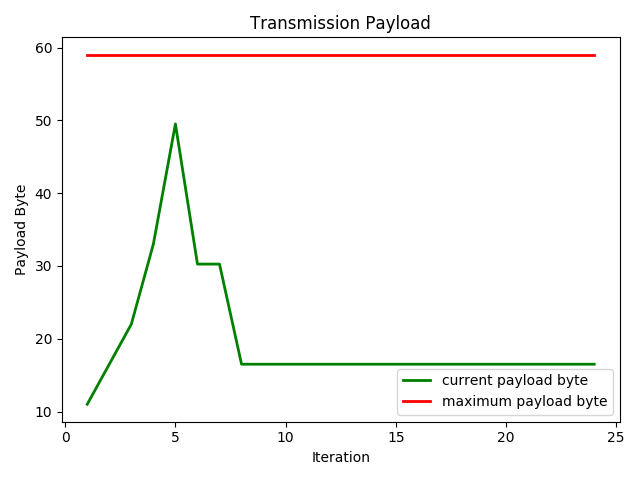 Transmission Payload
60
50
40
30
20
10
Payload Byte
current payload byte
maximum payload byte
0 5 10 15 20 25
Iteration